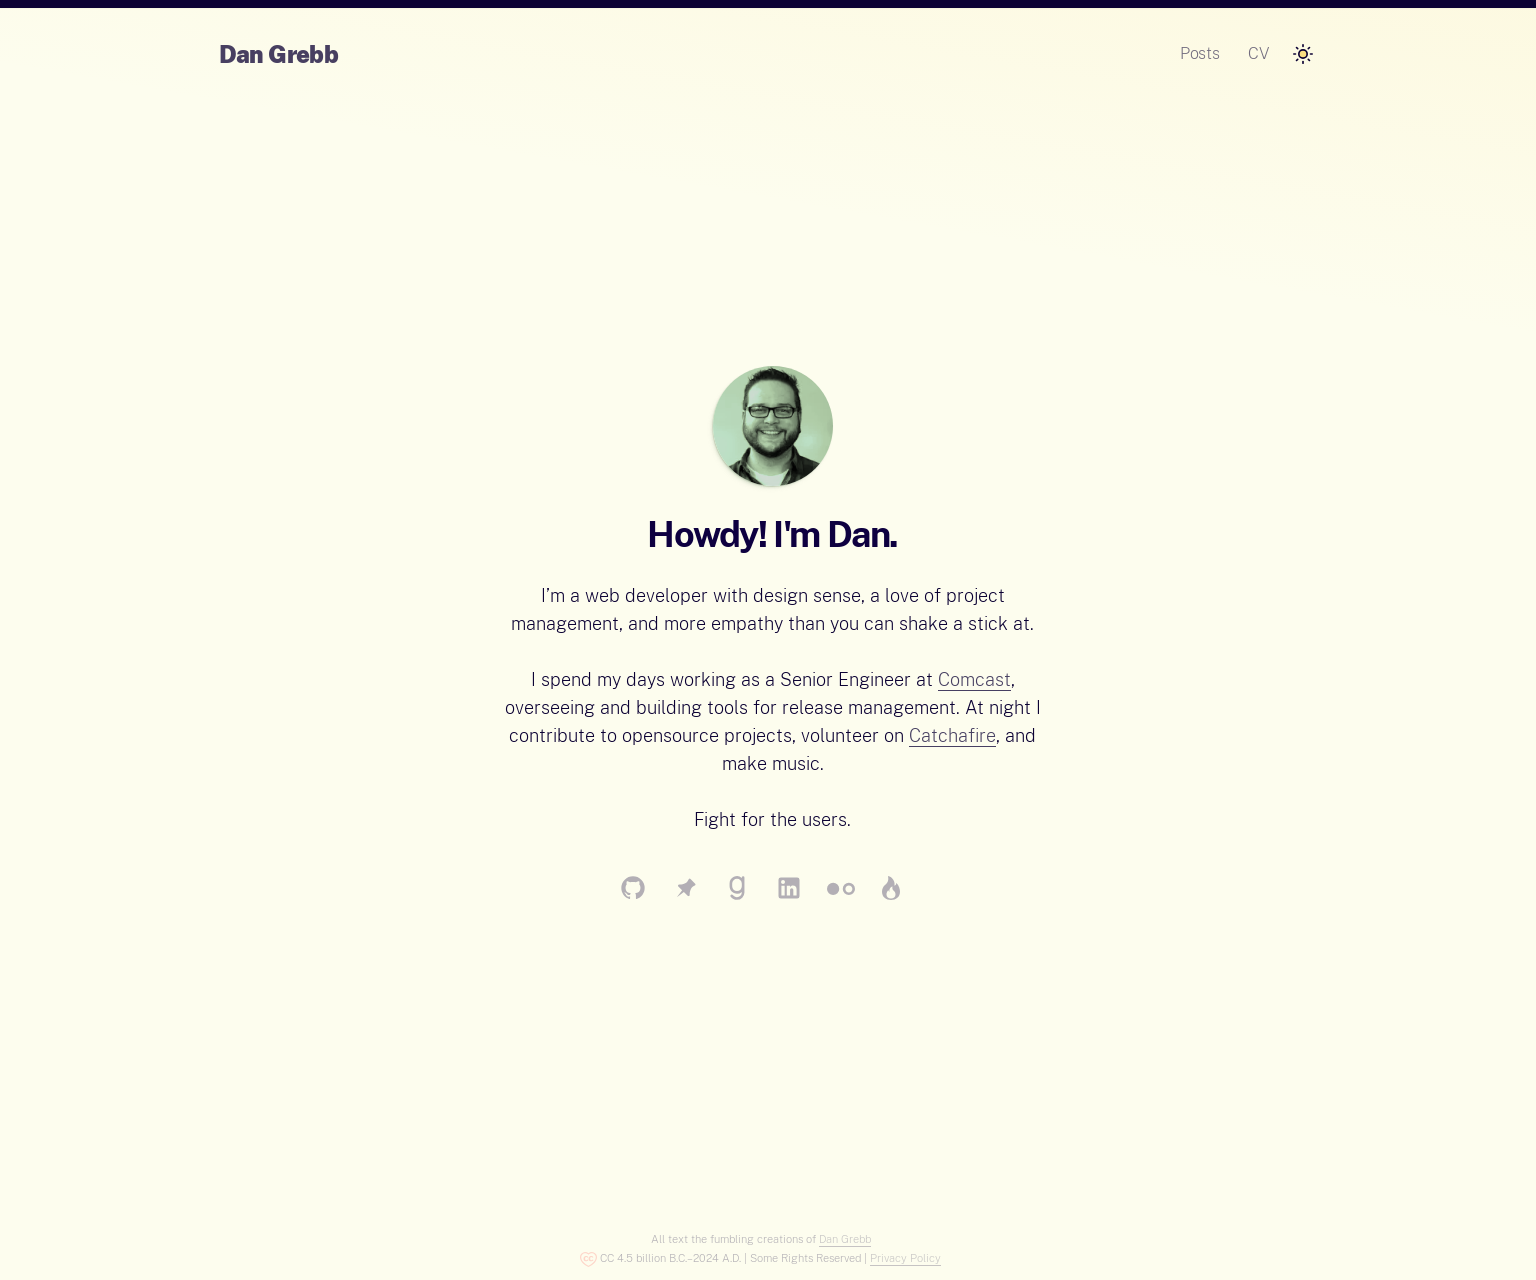 Dan Grebb
Posts
CV
Howdy! I'm Dan.
I’m a web developer with design sense, a love of project
management, and more empathy than you can shake a stick at.
I spend my days working as a Senior Engineer at Comcast,
overseeing and building tools for release management. At night I
contribute to opensource projects, volunteer on Catchafire, and
make music.
Fight for the users.
All text the fumbling creations of Dan Grebb
CC 4.5 billion B.C.–2024 A.D. | Some Rights Reserved | Privacy Policy